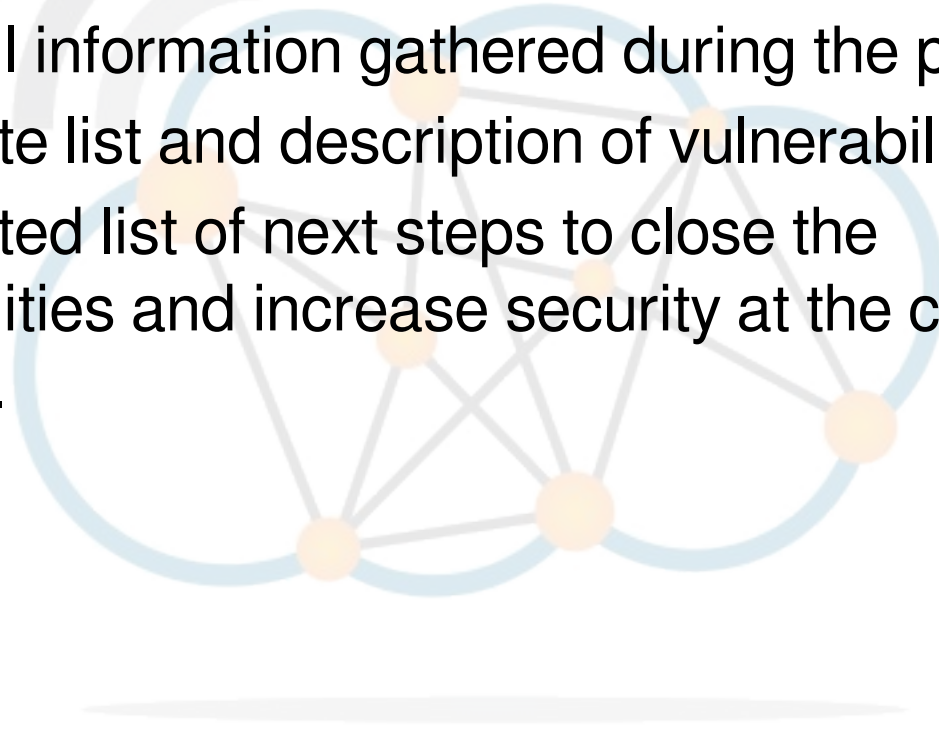 l information gathered during the p
te list and description of vulnerabil
ted list of next steps to close the
ities and increase security at the c
.